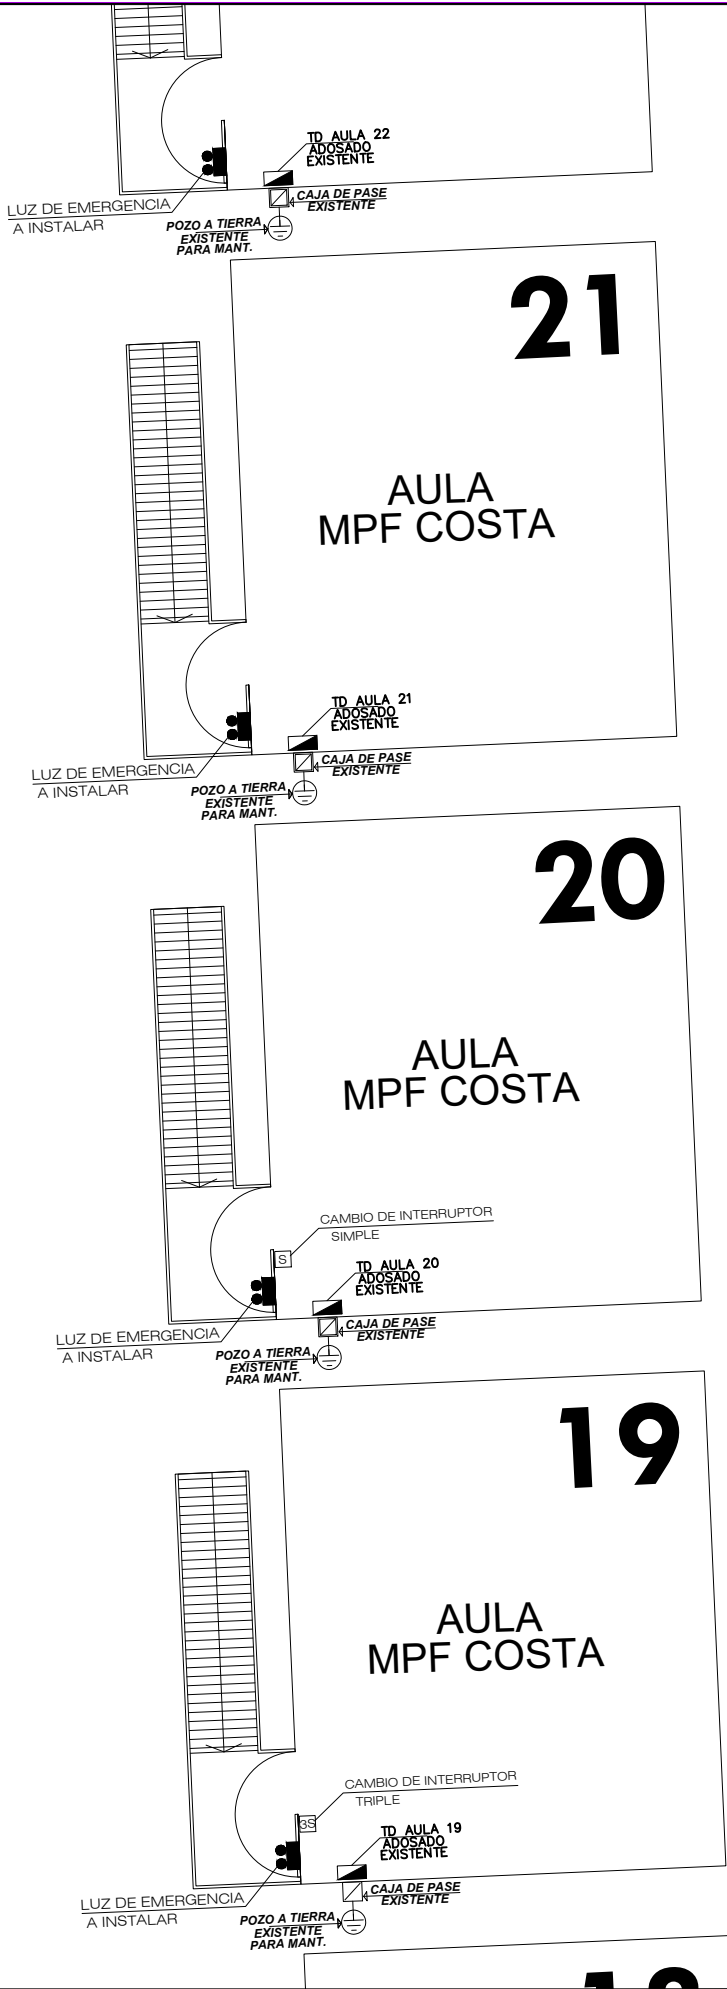 TD AULA 22
ADOSADO
EXISTENTE
CAJA DE PASE
EXISTENTE
LUZ DE EMERGENCIA
A INSTALAR
POZO A TIERRA
EXISTENTE
PARA MANT.
21
AULA
MPF COSTA
TD AULA 21
ADOSADO
EXISTENTE
CAJA DE PASE
EXISTENTE
LUZ DE EMERGENCIA
A INSTALAR
POZO A TIERRA
EXISTENTE
PARA MANT.
20
AULA
MPF COSTA
CAMBIO DE INTERRUPTOR
SIMPLE
S
TD AULA 20
ADOSADO
EXISTENTE
CAJA DE PASE
EXISTENTE
LUZ DE EMERGENCIA
A INSTALAR
POZO A TIERRA
EXISTENTE
PARA MANT.
19
AULA
MPF COSTA
CAMBIO DE INTERRUPTOR
TRIPLE
3S
TD AULA 19
ADOSADO
EXISTENTE
CAJA DE PASE
EXISTENTE
LUZ DE EMERGENCIA
A INSTALAR
POZO A TIERRA
EXISTENTE
PARA MANT.